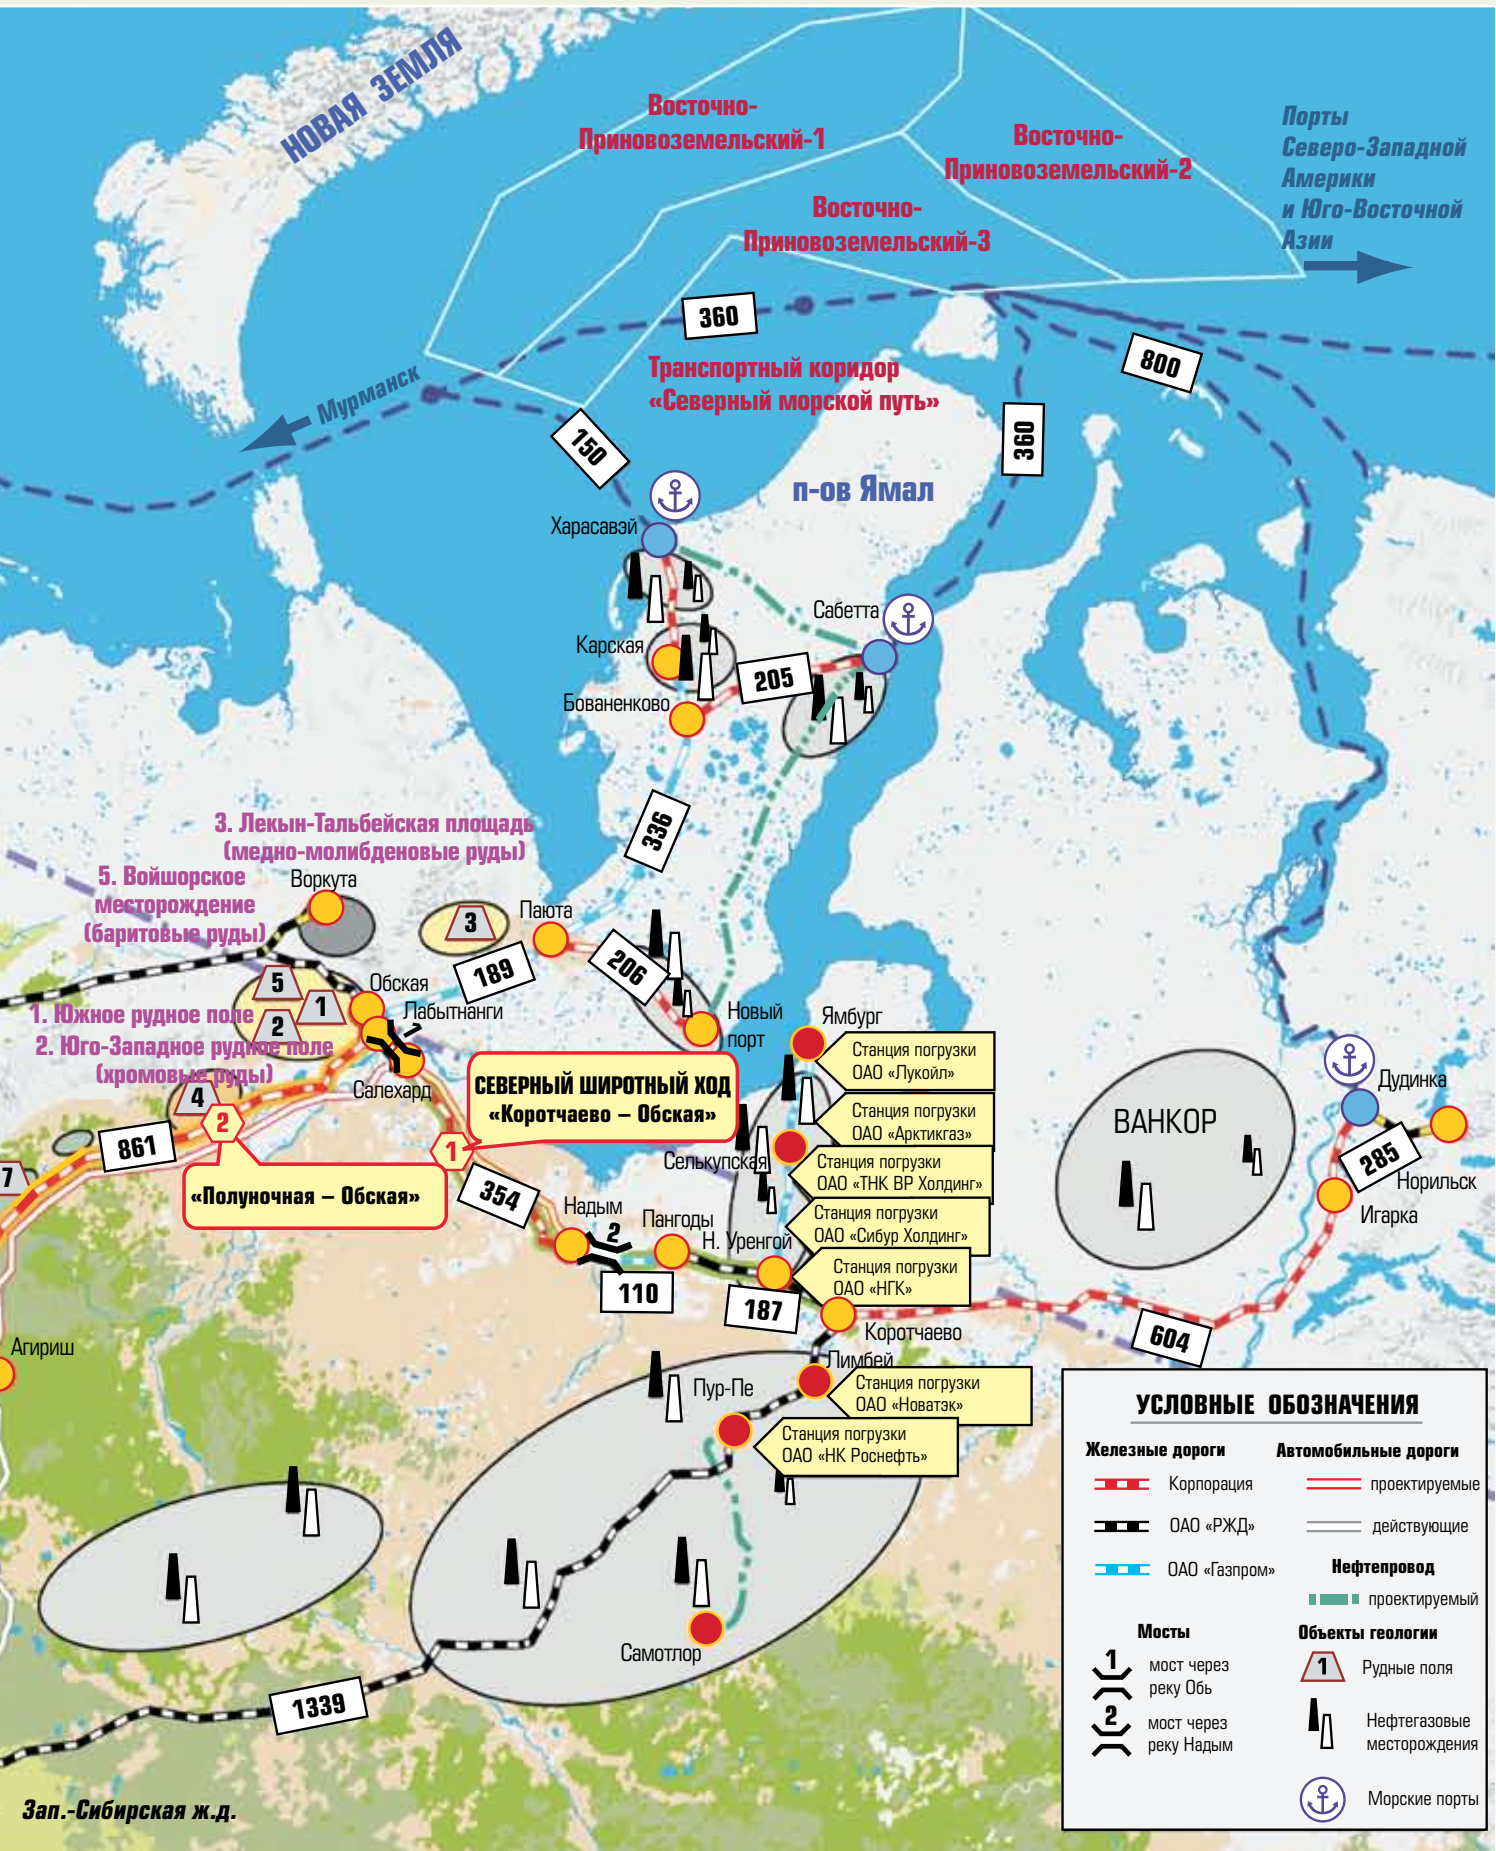 НОВАЯ ЗЕМЛЯ
Восточно-
Приновоземельский-1
Восточно-
Приновоземельский-2
Восточно-
Приновоземельский-3
Порты
Северо-Западной
Америки
и Юго-Восточной
Азии
360
800
Транспортный коридор
«Северный морской путь»
Мурманск
150
360
п-ов Ямал
Харасавэй
Сабетта
Карская
205
Бованенково
336
3. Лекын-Тальбейская площадь
(медно-молибденовые руды)
5. Войшорское
месторождение
(баритовые руды)
Воркута
3
Паюта
189
206
5
1
2
Обская
Лабытнанги
1
1. Южное рудное поле
2. Юго-Западное рудное поле
(хромовые руды)
Новый
порт
Ямбург
Станция погрузки
ОАО «Лукойл»
Салехард
СЕВЕРНЫЙ ШИРОТНЫЙ ХОД
«Коротчаево – Обская»
4
2
1
861
7
Станция погрузки
ОАО «Арктикгаз»
Селькупская
Станция погрузки
ОАО «ТНК ВР Холдинг»
ВАНКОР
Дудинка
285
Норильск
Игарка
«Полуночная – Обская»
354
Надым
2
Пангоды
Н. Уренгой
Станция погрузки
ОАО «Сибур Холдинг»
Станция погрузки
ОАО «НГК»
110
187
Коротчаево
604
Агириш
Лимбей
Станция погрузки
ОАО «Новатэк»
Пур-Пе
Станция погрузки
ОАО «НК Роснефть»
Самотлор
1339
Зап.-Сибирская ж.д.
УСЛОВНЫЕ ОБОЗНАЧЕНИЯ
Железные дороги
Корпорация
ОАО «РЖД»
ОАО «Газпром»
Мосты
1
мост через
реку Обь
2
мост через
реку Надым
Автомобильные дороги
проектируемые
действующие
Нефтепровод
проектируемый
Объекты геологии
1
Рудные поля
Нефтегазовые
месторождения
Морские порты